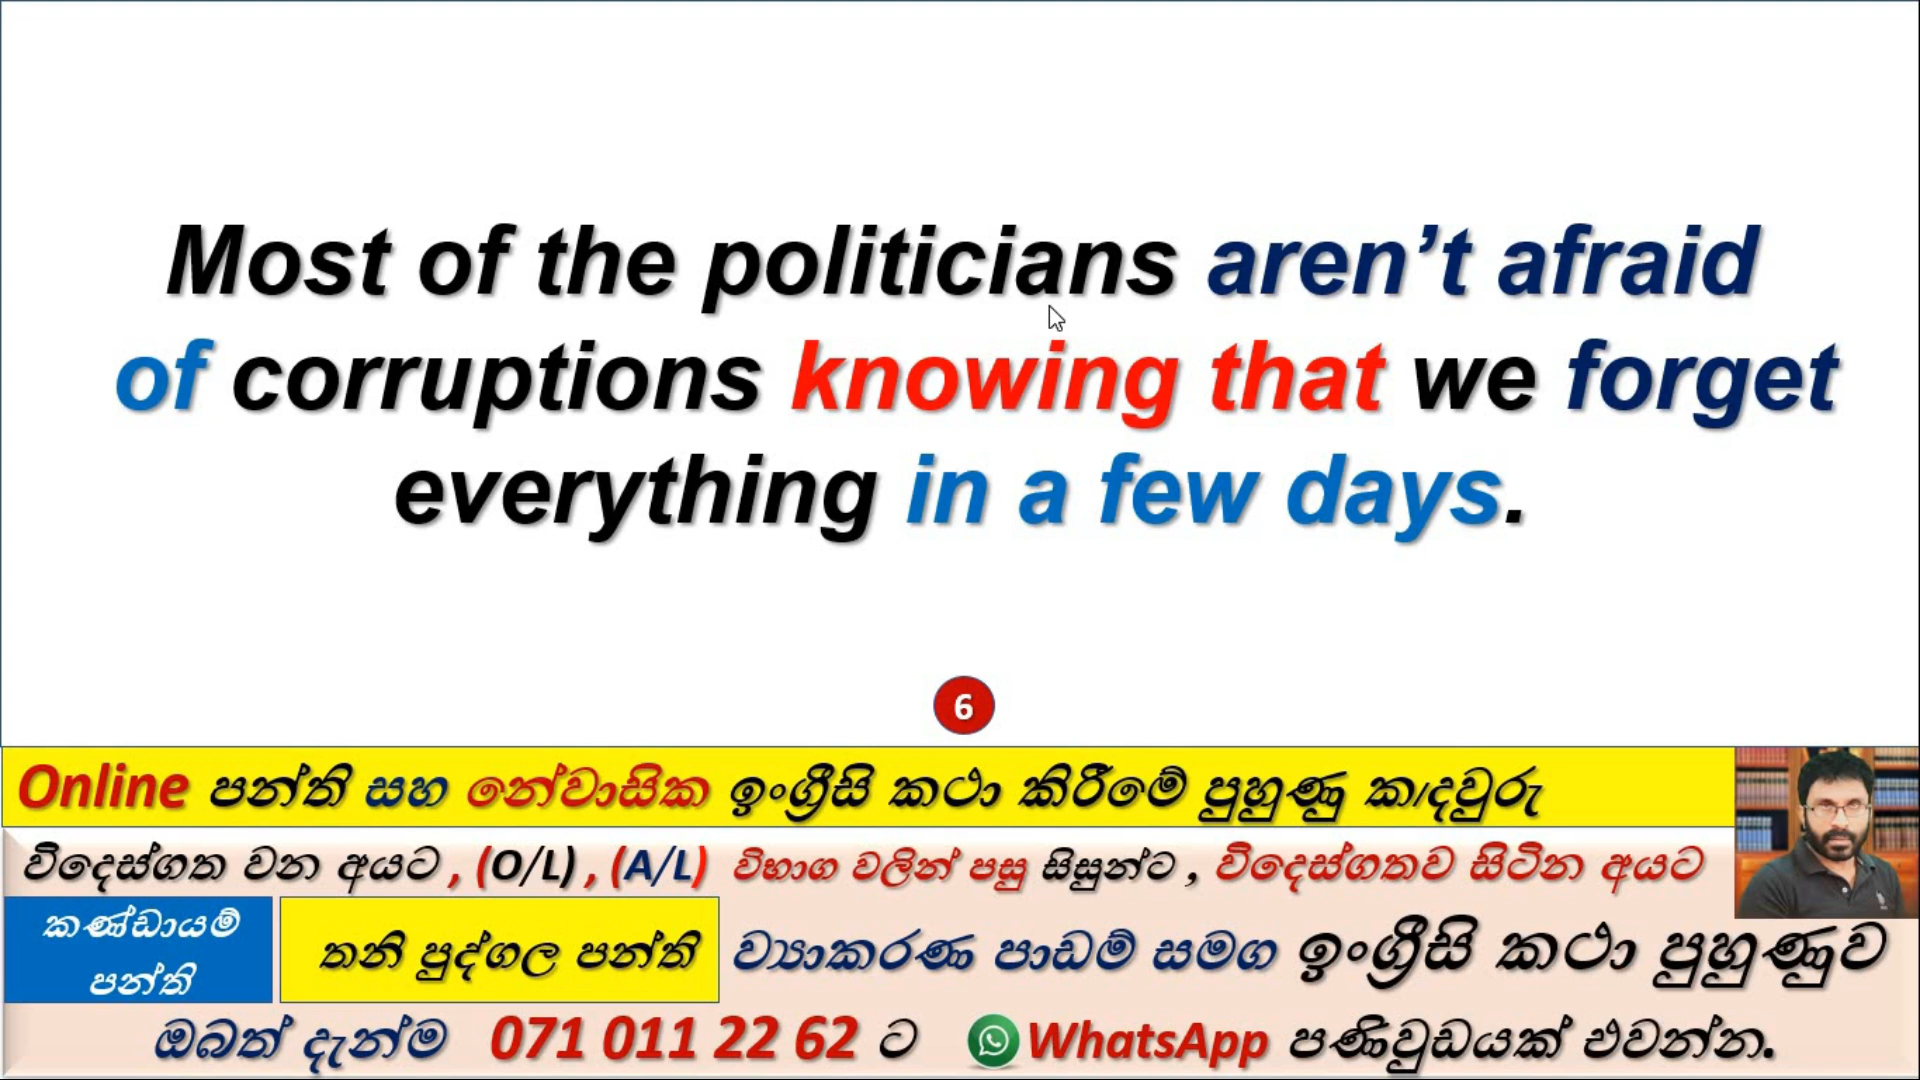 Most of the politicians aren’t afraid
of corruptions knowing that we forget
everything in a few days.
6
Online පන්ති සහ නේවාසික ඉංග්‍රීසි කථා කිරීමේ පුහුණු ක/දවුරු
විදෙස්ගත වන අයට , (O/L) , (A/L) විභාග වලින් පසු සිසුන්ට , විදෙස්ගතව සිටින අයට
කණ්ඩායම්
පන්ති
තනි පුද්ගල පන්ති
ව්‍යාකරණ පාඩම් සමග ඉංග්‍රීසි කථා පුහුණුව
ඔබත් දැන්ම 071 011 22 62 ට WhatsApp පණිවුඩයක් එවන්න.